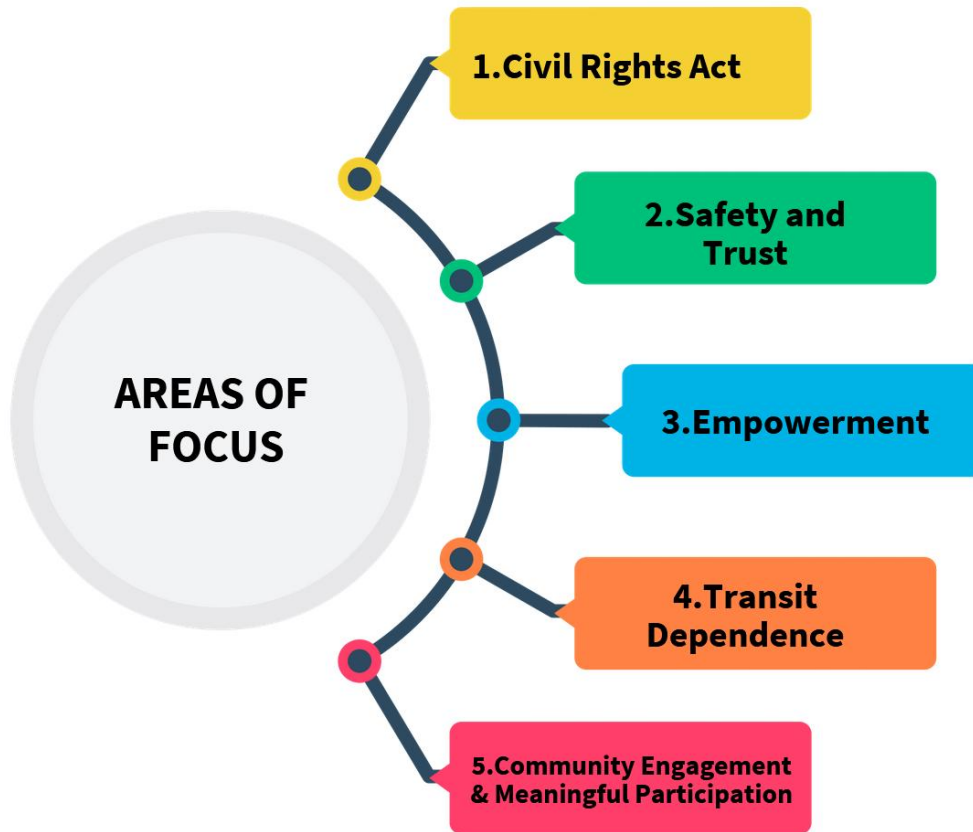 1.Civil Rights Act
2.Safety and
Trust
AREAS OF
FOCUS
3.Empowerment
4.Transit
Dependence
5.Community Engagement
& Meaningful Participation